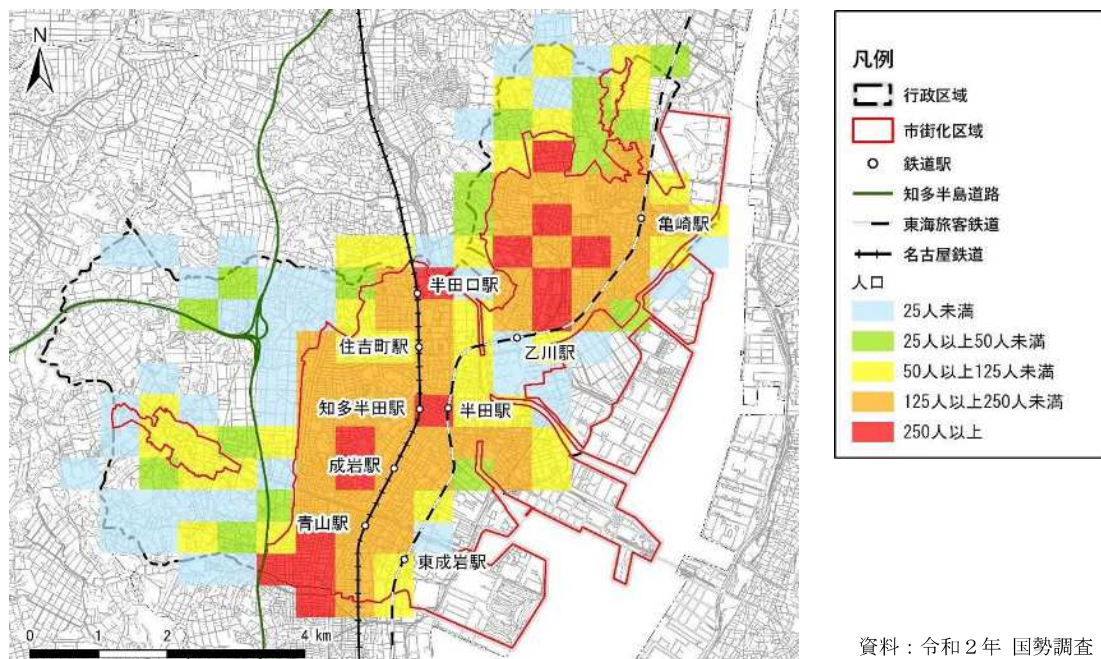 N
亀崎駅
半田口駅
住吉町駅
乙川駅
知多半田駅
半田駅
成岩駅
青山駅
東成岩駅
0 1 2 4 km
凡例
行政区域
市街化区域
鉄道駅
知多半島道路
東海旅客鉄道
名古屋鉄道
人口
25人未満
25人以上50人未満
50人以上125人未満
125人以上250人未満
250人以上
資料：令和２年 国勢調査